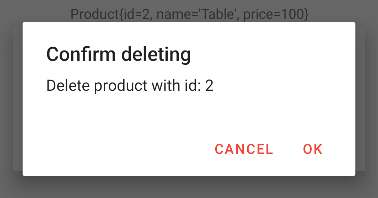 Product{id=2, name='Table', price=100}
Confirm deleting
Delete product with id: 2
CANCEL OK